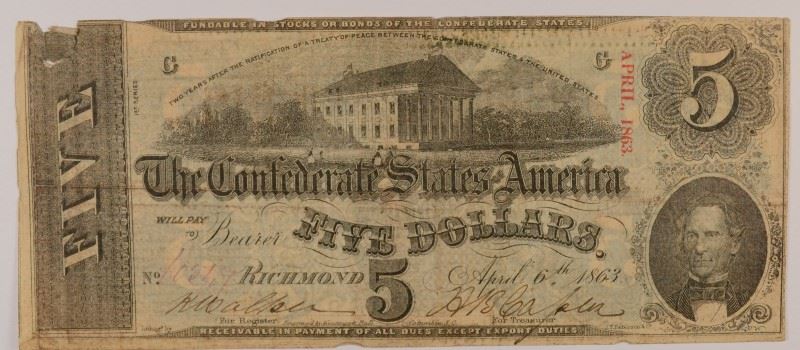 FUNDABLE IN STOCKS OR BONDS OF THE CONFEDERATE STATES.
TWO YEARS AFTER THE RATIFICATION OF A TREATY OF PEACE BETWEEN THE CONFEDERATE STATES & THE UNITED STATES
G
G
1st SERIES
APRIL, 1863
5
FIVE
The Confederate States of America
WILL PAY
TO Bearer FIVE DOLLARS.
No
RICHMOND 5 April 6th 1863
For Register
For Treasurer
RECEIVABLE IN PAYMENT OF ALL DUES EXCEPT EXPORT DUTIES